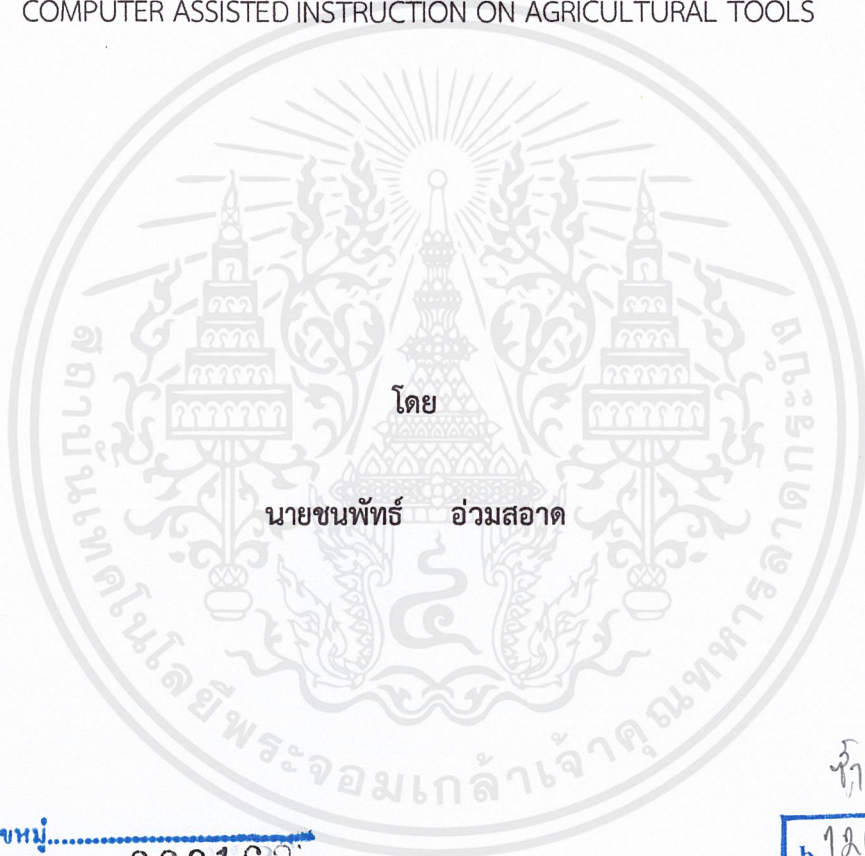 COMPUTER ASSISTED INSTRUCTION ON AGRICULTURAL TOOLS
โดย
นายชนพัทธ์ อ่วมสอาด
สถาบันเทคโนโลยีพระจอมเกล้าเจ้าคุณทหารลาดกระบัง
๔
ซ้ำ
ขหมู่